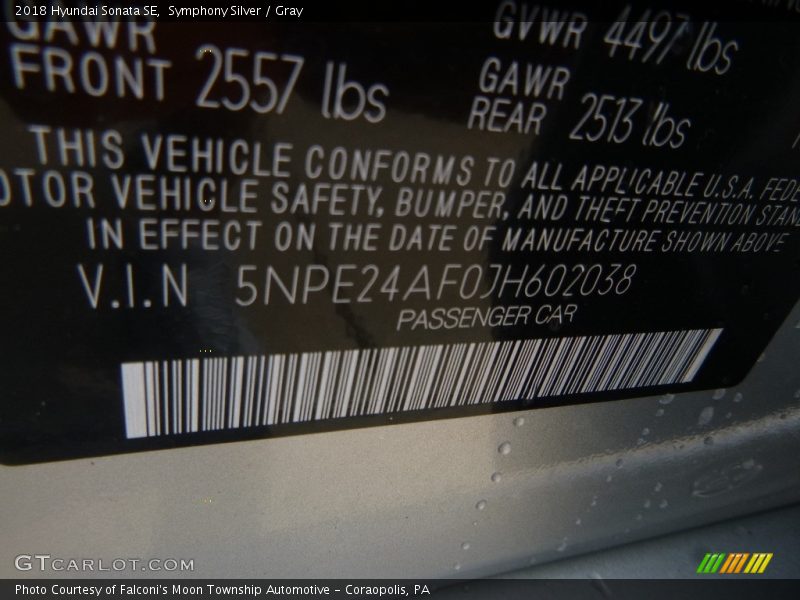 2018 Hyundai Sonata SE, Symphony Silver / Gray
GAWR FRONT 2557 lbs
GVWR 4497 lbs
GAWR REAR 2513 lbs
THIS VEHICLE CONFORMS TO ALL APPLICABLE U.S.A. FEDE
OTOR VEHICLE SAFETY, BUMPER, AND THEFT PREVENTION STAN
IN EFFECT ON THE DATE OF MANUFACTURE SHOWN ABOVE
V.I.N 5NPE24AF0JH602038
PASSENGER CAR
GTCARLOT.COM
Photo Courtesy of Falconi's Moon Township Automotive - Coraopolis, PA